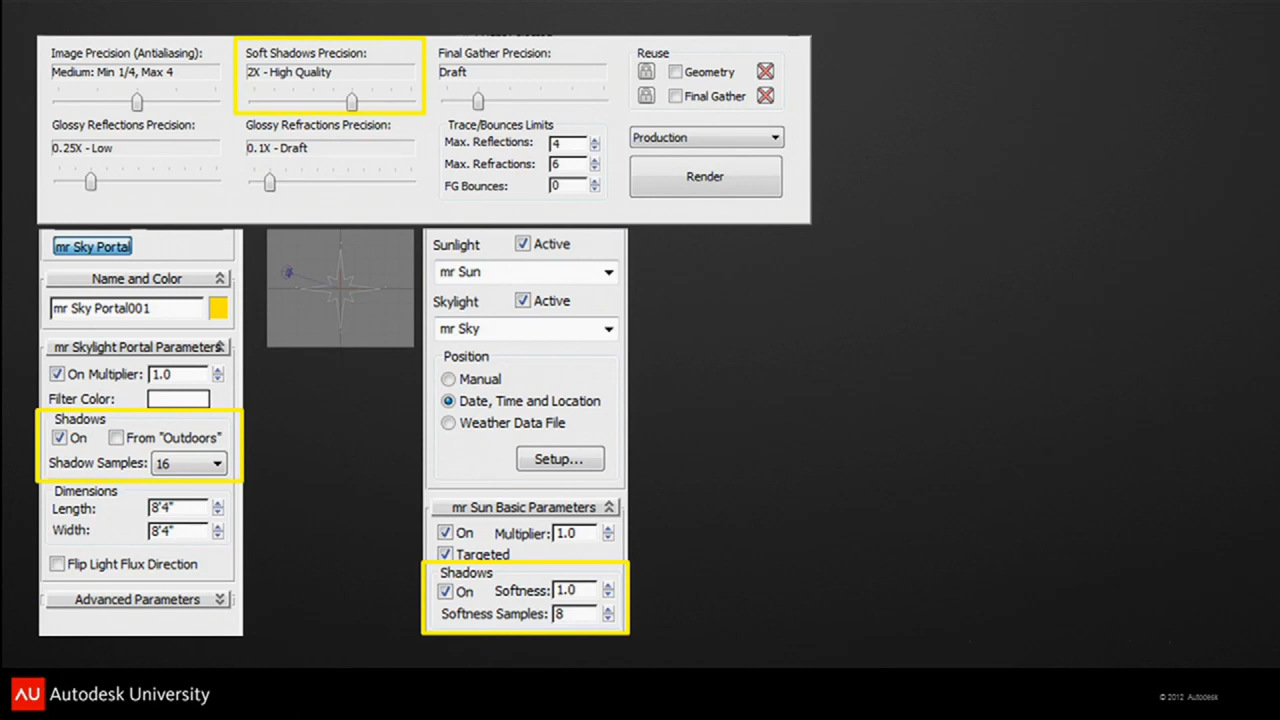 Image Precision (Antialiasing):
Medium: Min 1/4, Max 4
Soft Shadows Precision:
2X - High Quality
Final Gather Precision:
Draft
Reuse
Geometry
Final Gather
Glossy Reflections Precision:
0.25X - Low
Glossy Refractions Precision:
0.1X - Draft
Trace/Bounces Limits
Max. Reflections: 4
Max. Refractions: 6
FG Bounces: 0
Production
Render
mr Sky Portal
Name and Color
mr Sky Portal001
mr Skylight Portal Parameters
On Multiplier: 1.0
Filter Color:
Shadows
On From "Outdoors"
Shadow Samples: 16
Dimensions
Length: 8'4"
Width: 8'4"
Flip Light Flux Direction
Advanced Parameters
Sunlight Active
mr Sun
Skylight Active
mr Sky
Position
Manual
Date, Time and Location
Weather Data File
Setup...
mr Sun Basic Parameters
On Multiplier: 1.0
Targeted
Shadows
On Softness: 1.0
Softness Samples: 8
AU Autodesk University
© 2012 Autodesk